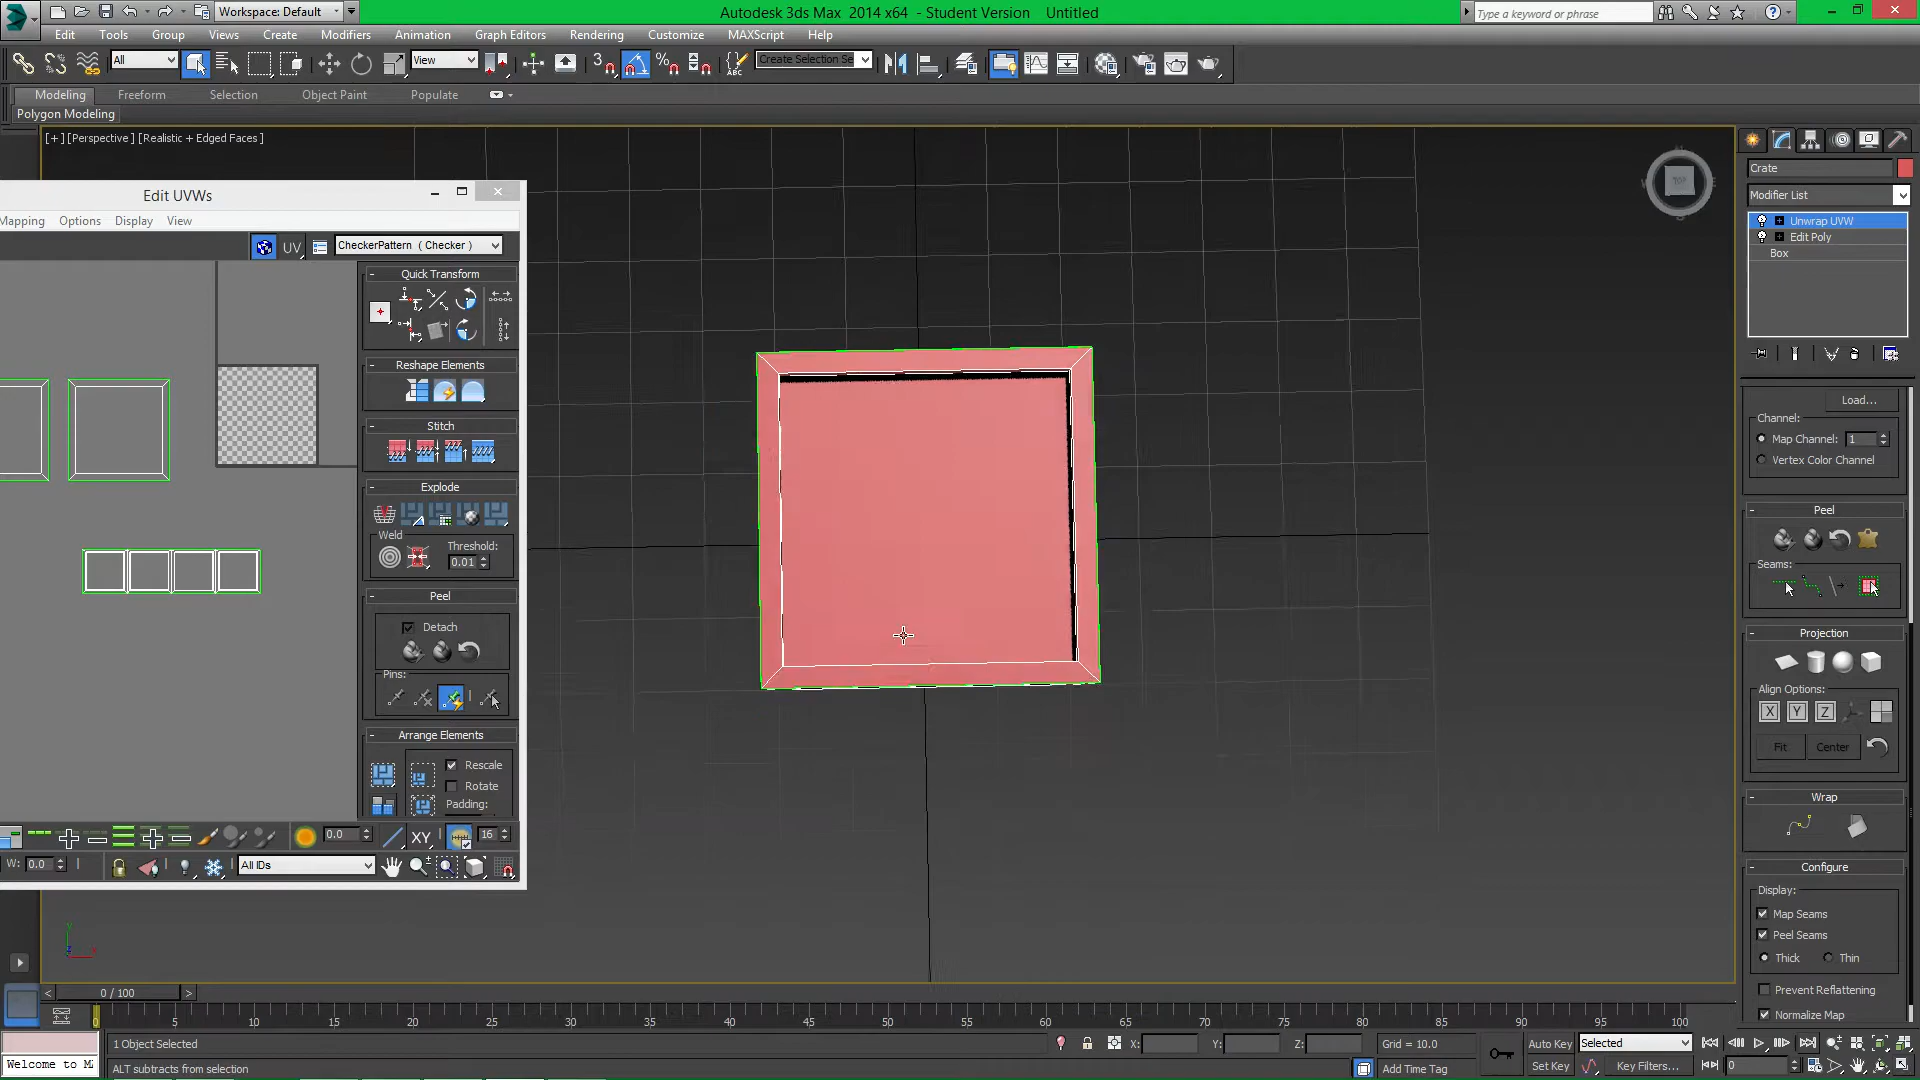 Workspace: Default
Autodesk 3ds Max 2014 x64 - Student Version Untitled
Type a keyword or phrase
Edit Tools Group Views Create Modifiers Animation Graph Editors Rendering Customize MAXScript Help
All View Create Selection Se
Modeling Freeform Selection Object Paint Populate
Polygon Modeling
[+] [Perspective] [Realistic + Edged Faces]
Crate
Modifier List
Unwrap UVW
Edit Poly
Box
Edit UVWs
Mapping Options Display View
UV CheckerPattern ( Checker )
Quick Transform
Reshape Elements
Stitch
Explode
Weld
Threshold:
0.01
Peel
Detach
Pins:
Arrange Elements
Rescale
Rotate
Padding:
0.0 XY 16
W: 0.0 All IDs
TOP
Load...
Channel:
Map Channel: 1
Vertex Color Channel
Peel
Seams:
Projection
Align Options:
X Y Z
Fit Center
Wrap
Configure
Display:
Map Seams
Peel Seams
Thick Thin
Prevent Reflattening
Normalize Map
0 / 100
0 5 10 15 20 25 30 35 40 45 50 55 60 65 70 75 80 85 90 95 100
1 Object Selected X: Y: Z: Grid = 10.0 Auto Key Selected
Welcome to M ALT subtracts from selection Add Time Tag Set Key Key Filters... 0